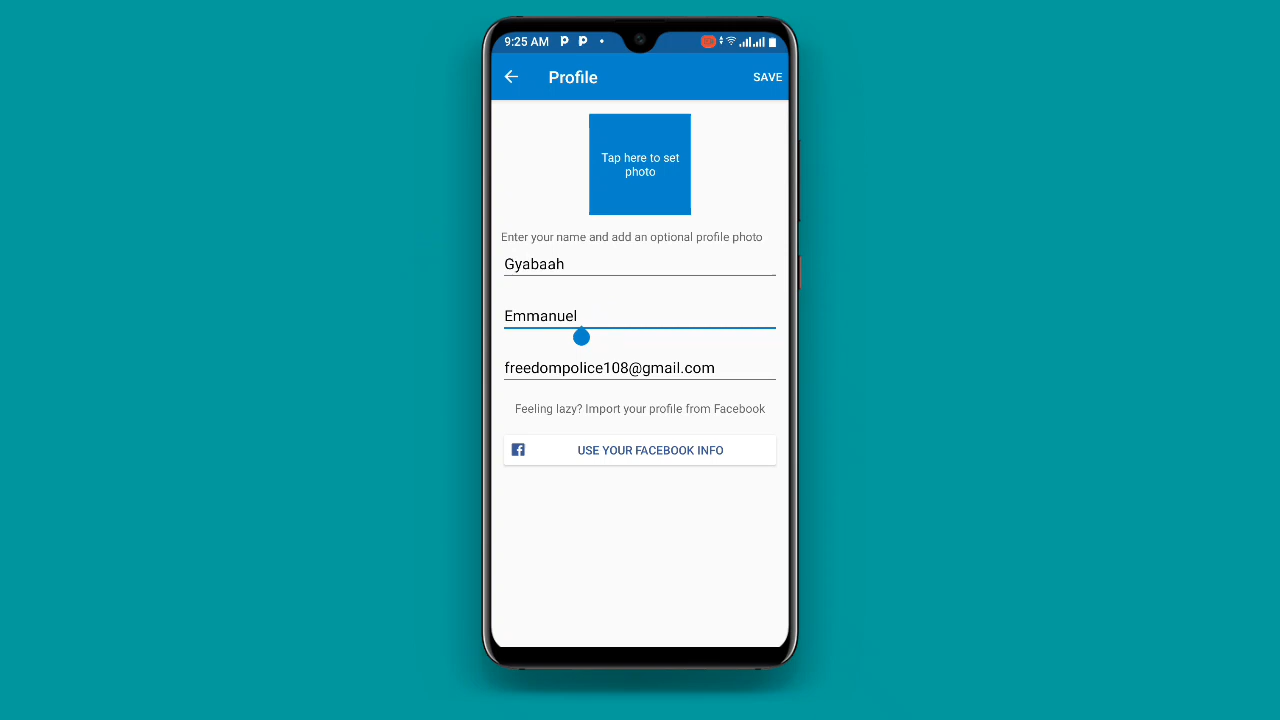 9:25 AM
Profile
SAVE
Tap here to set
photo
Enter your name and add an optional profile photo
Gyabaah
Emmanuel
freedompolice108@gmail.com
Feeling lazy? Import your profile from Facebook
USE YOUR FACEBOOK INFO